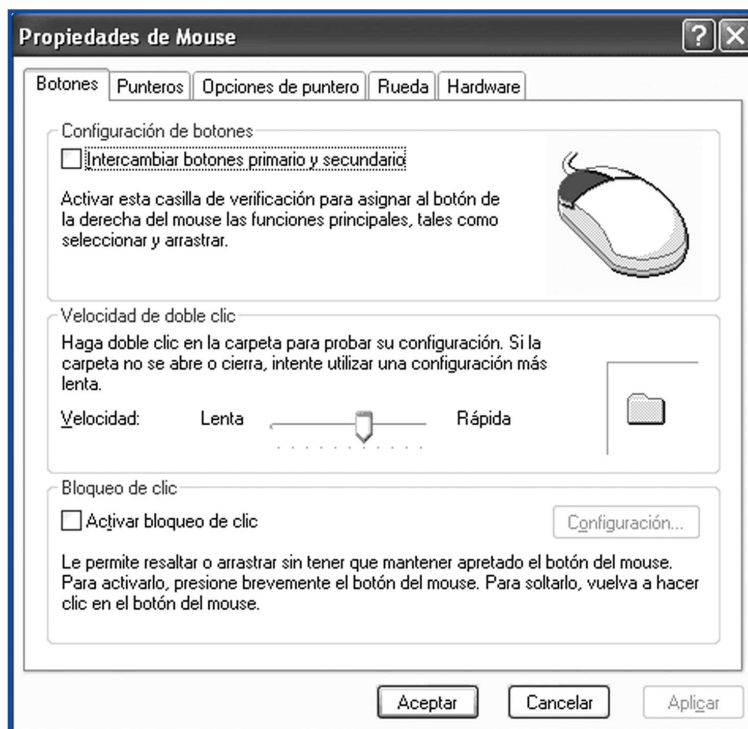 Propiedades de Mouse
Botones Punteros Opciones de puntero Rueda Hardware
Configuración de botones
Intercambiar botones primario y secundario
Activar esta casilla de verificación para asignar al botón de
la derecha del mouse las funciones principales, tales como
seleccionar y arrastrar.
Velocidad de doble clic
Haga doble clic en la carpeta para probar su configuración. Si la
carpeta no se abre o cierra, intente utilizar una configuración más
lenta.
Velocidad: Lenta Rápida
Bloqueo de clic
Activar bloqueo de clic Configuración...
Le permite resaltar o arrastrar sin tener que mantener apretado el botón del mouse.
Para activarlo, presione brevemente el botón del mouse. Para soltarlo, vuelva a hacer
clic en el botón del mouse.
Aceptar Cancelar Aplicar